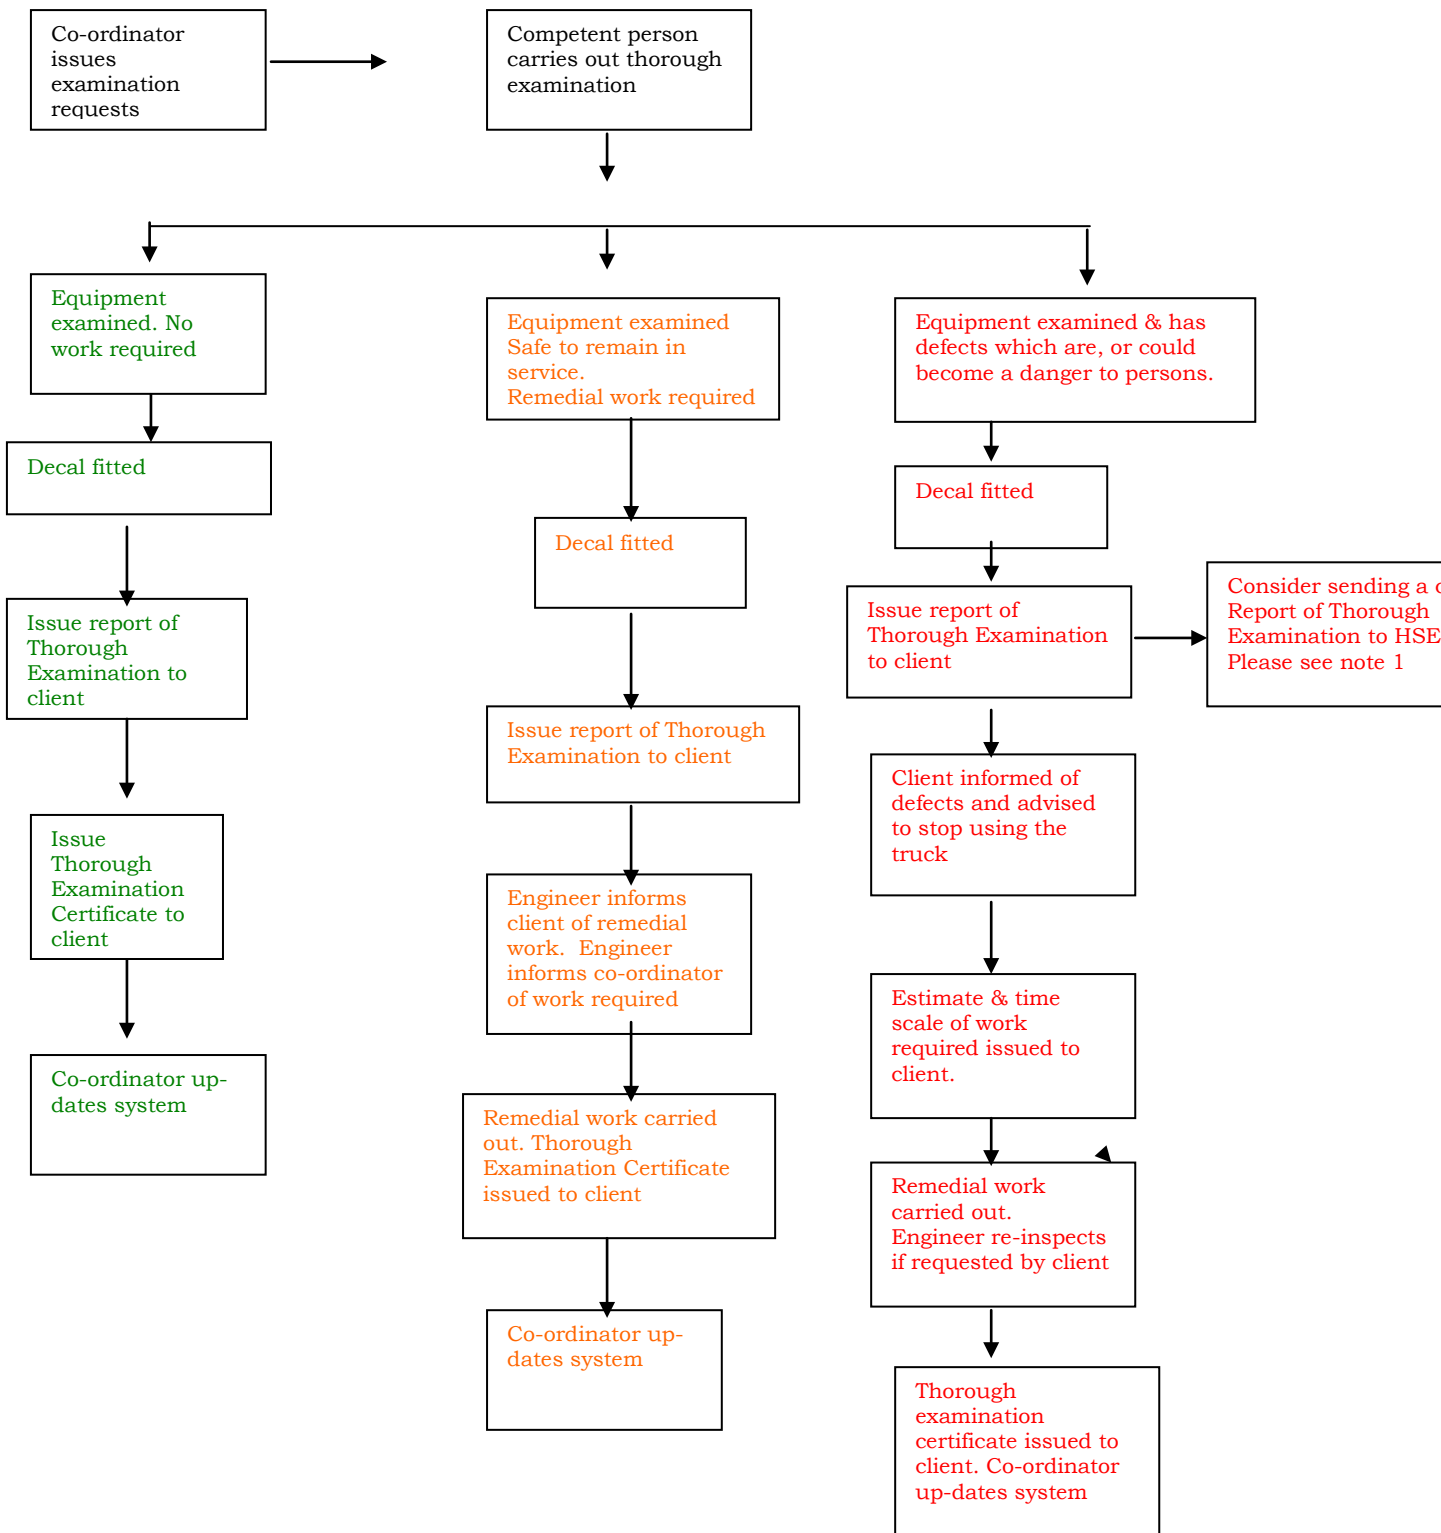 Co-ordinator
issues
examination
requests
Competent person
carries out thorough
examination
Equipment
examined. No
work required
Decal fitted
Issue report of
Thorough
Examination to
client
Issue
Thorough
Examination
Certificate to
client
Co-ordinator up-
dates system
Equipment examined
Safe to remain in
service.
Remedial work required
Decal fitted
Issue report of Thorough
Examination to client
Engineer informs
client of remedial
work. Engineer
informs co-ordinator
of work required
Remedial work carried
out. Thorough
Examination Certificate
issued to client
Co-ordinator up-
dates system
Equipment examined & has
defects which are, or could
become a danger to persons.
Decal fitted
Issue report of
Thorough Examination
to client
Consider sending a
Report of Thorough
Examination to HSE
Please see note 1
Client informed of
defects and advised
to stop using the
truck
Estimate & time
scale of work
required issued to
client.
Remedial work
carried out.
Engineer re-inspects
if requested by client
Thorough
examination
certificate issued to
client. Co-ordinator
up-dates system